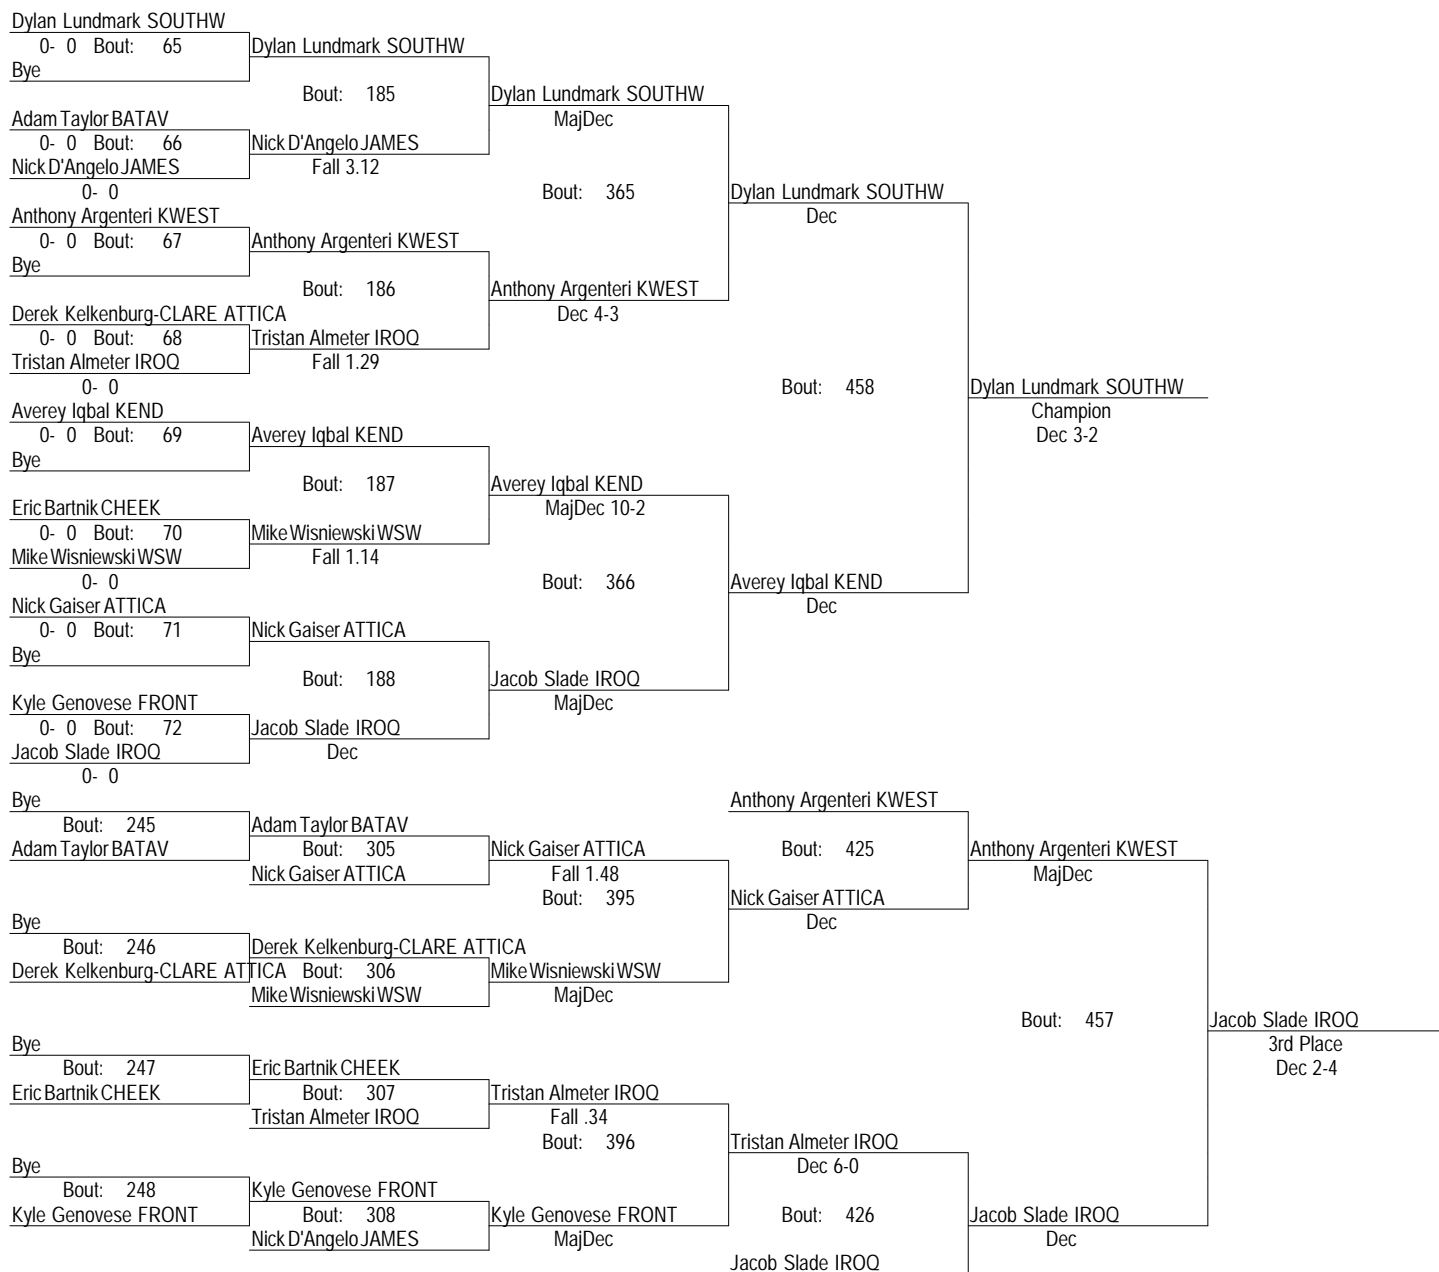 Dylan Lundmark SOUTHW
0- 0 Bout: 65
Dylan Lundmark SOUTHW
Bye
Bout: 185
Dylan Lundmark SOUTHW
MajDec
Adam Taylor BATAV
0- 0 Bout: 66
Nick D'Angelo JAMES
Nick D'Angelo JAMES
Fall 3.12
0- 0
Bout: 365
Dylan Lundmark SOUTHW
Dec
Anthony Argenteri KWEST
0- 0 Bout: 67
Anthony Argenteri KWEST
Bye
Bout: 186
Anthony Argenteri KWEST
Dec 4-3
Derek Kelkenburg-CLARE ATTICA
0- 0 Bout: 68
Tristan Almeter IROQ
Tristan Almeter IROQ
Fall 1.29
0- 0
Bout: 458
Dylan Lundmark SOUTHW
Champion
Dec 3-2
Averey Iqbal KEND
0- 0 Bout: 69
Averey Iqbal KEND
Bye
Bout: 187
Averey Iqbal KEND
MajDec 10-2
Eric Bartnik CHEEK
0- 0 Bout: 70
Mike Wisniewski WSW
Mike Wisniewski WSW
Fall 1.14
0- 0
Bout: 366
Averey Iqbal KEND
Dec
Nick Gaiser ATTICA
0- 0 Bout: 71
Nick Gaiser ATTICA
Bye
Bout: 188
Jacob Slade IROQ
MajDec
Kyle Genovese FRONT
0- 0 Bout: 72
Jacob Slade IROQ
Jacob Slade IROQ
Dec
0- 0
Bye
Anthony Argenteri KWEST
Bout: 245
Adam Taylor BATAV
Adam Taylor BATAV
Bout: 305
Nick Gaiser ATTICA
Bout: 425
Anthony Argenteri KWEST
Nick Gaiser ATTICA
Fall 1.48
MajDec
Bout: 395
Nick Gaiser ATTICA
Bye
Dec
Bout: 246
Derek Kelkenburg-CLARE ATTICA
Derek Kelkenburg-CLARE ATTICA
Bout: 306
Mike Wisniewski WSW
Mike Wisniewski WSW
MajDec
Bout: 457
Jacob Slade IROQ
3rd Place
Dec 2-4
Bye
Bout: 247
Eric Bartnik CHEEK
Eric Bartnik CHEEK
Bout: 307
Tristan Almeter IROQ
Tristan Almeter IROQ
Fall .34
Bout: 396
Tristan Almeter IROQ
Dec 6-0
Bye
Bout: 248
Kyle Genovese FRONT
Kyle Genovese FRONT
Bout: 308
Kyle Genovese FRONT
Bout: 426
Jacob Slade IROQ
Nick D'Angelo JAMES
MajDec
Dec
Jacob Slade IROQ